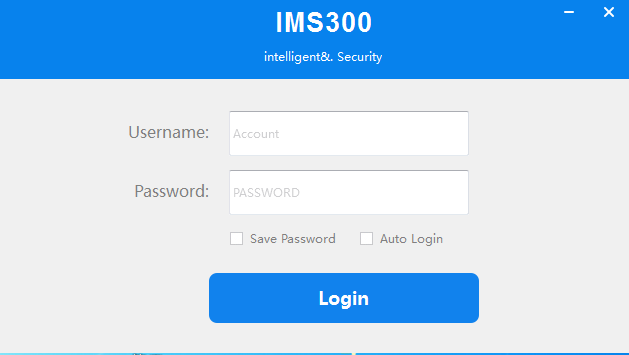 IMS300
intelligent&. Security
Username:
Account
Password:
PASSWORD
Save Password
Auto Login
Login